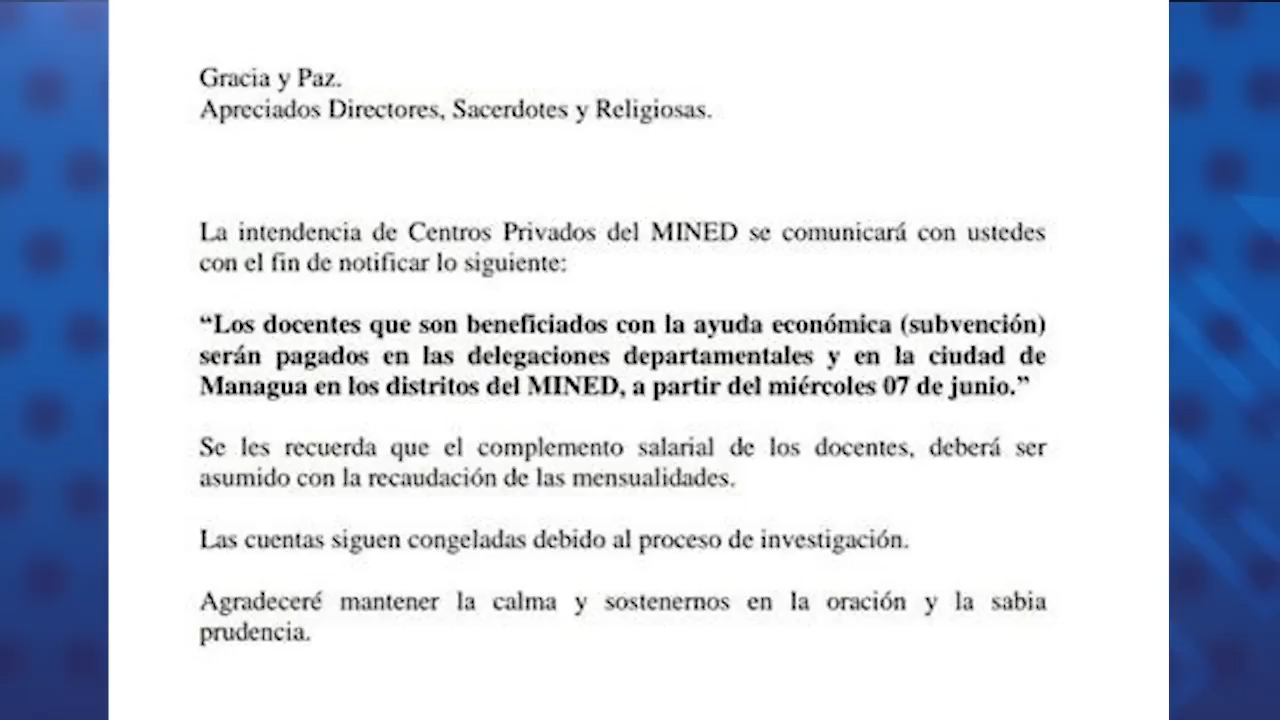 Gracia y Paz.
Apreciados Directores, Sacerdotes y Religiosas.
La intendencia de Centros Privados del MINED se comunicará con ustedes
con el fin de notificar lo siguiente:
“Los docentes que son beneficiados con la ayuda económica (subvención)
serán pagados en las delegaciones departamentales y en la ciudad de
Managua en los distritos del MINED, a partir del miércoles 07 de junio.”
Se les recuerda que el complemento salarial de los docentes, deberá ser
asumido con la recaudación de las mensualidades.
Las cuentas siguen congeladas debido al proceso de investigación.
Agradeceré mantener la calma y sostenernos en la oración y la sabia
prudencia.